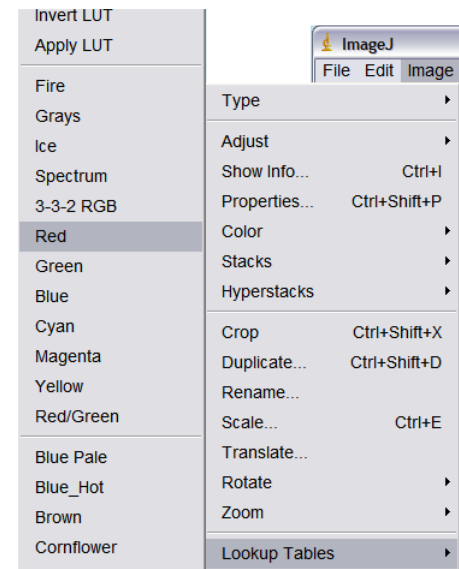 Invert LUT
Apply LUT
Fire
Grays
Ice
Spectrum
3-3-2 RGB
Red
Green
Blue
Cyan
Magenta
Yellow
Red/Green
Blue Pale
Blue_Hot
Brown
Cornflower
ImageJ
File Edit Image
Type
Adjust
Show Info... Ctrl+I
Properties... Ctrl+Shift+P
Color
Stacks
Hyperstacks
Crop Ctrl+Shift+X
Duplicate... Ctrl+Shift+D
Rename...
Scale... Ctrl+E
Translate...
Rotate
Zoom
Lookup Tables